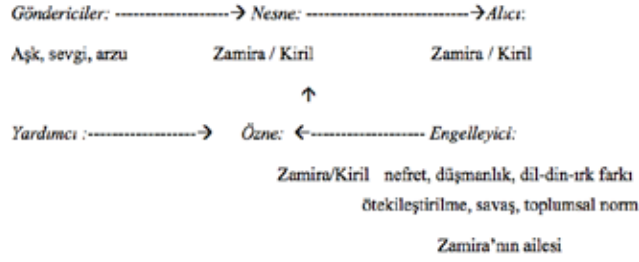 Göndericiler: --------------------→ Nesne: ----------------------→Alıcı:
Aşk, sevgi, arzu Zamira / Kiril Zamira / Kiril
↑
Yardımcı :-------------------→ Özne: ←-------------------- Engelleyici:
Zamira/Kiril nefret, düşmanlık, dil-din-ırk farkı
ötekileştirilme, savaş, toplumsal norm
Zamira’nın ailesi